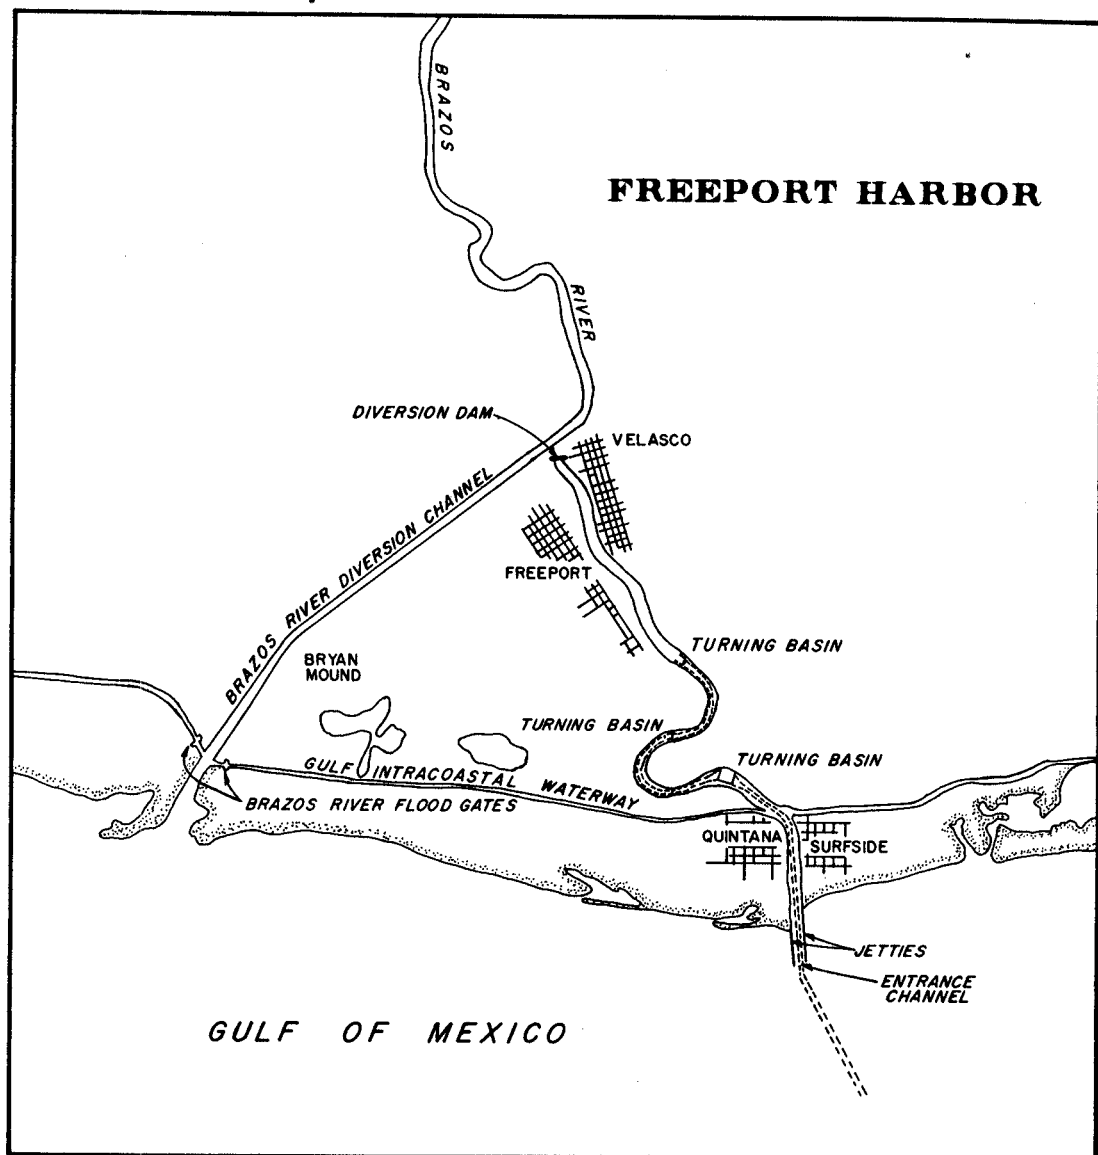 BRAZOS
FREEPORT HARBOR
RIVER
DIVERSION DAM
VELASCO
BRAZOS RIVER DIVERSION CHANNEL
FREEPORT
TURNING BASIN
BRYAN
MOUND
TURNING BASIN
TURNING BASIN
GULF INTRACOASTAL WATERWAY
BRAZOS RIVER FLOOD GATES
QUINTANA
SURFSIDE
JETTIES
ENTRANCE
CHANNEL
GULF OF MEXICO